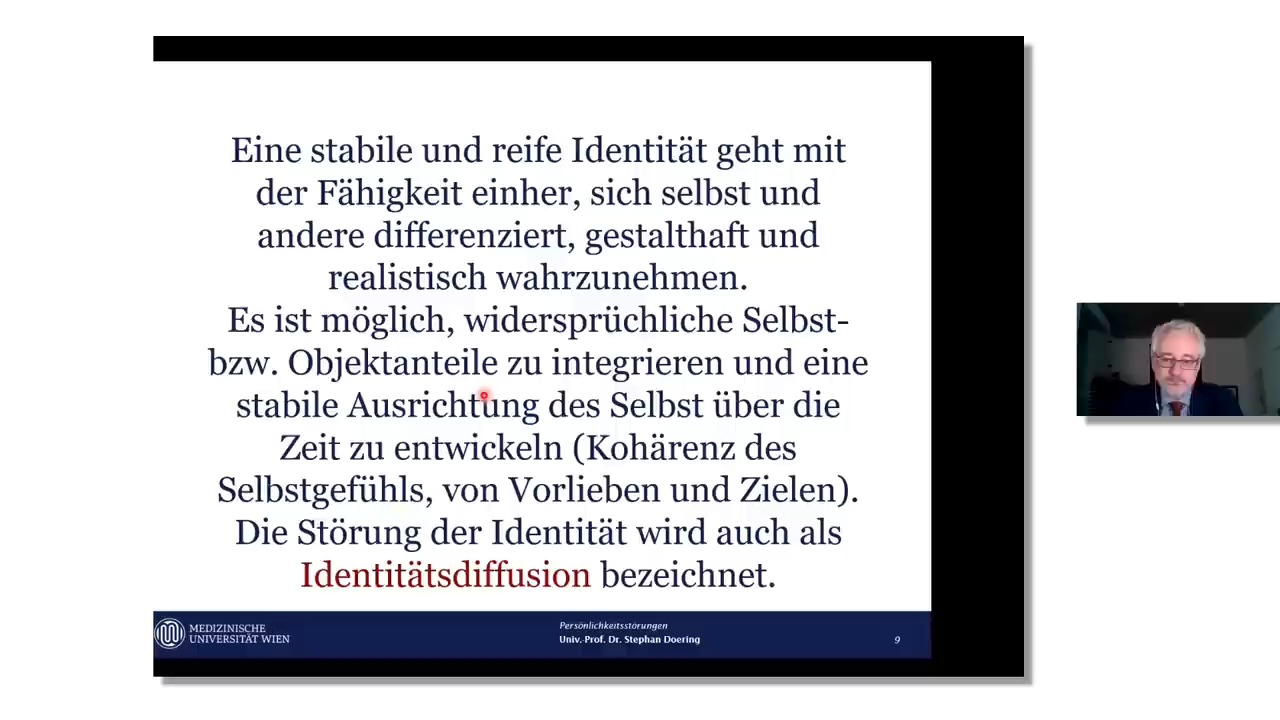 Eine stabile und reife Identität geht mit
der Fähigkeit einher, sich selbst und
andere differenziert, gestalthaft und
realistisch wahrzunehmen.
Es ist möglich, widersprüchliche Selbst-
bzw. Objektanteile zu integrieren und eine
stabile Ausrichtung des Selbst über die
Zeit zu entwickeln (Kohärenz des
Selbstgefühls, von Vorlieben und Zielen).
Die Störung der Identität wird auch als
Identitätsdiffusion bezeichnet.
MEDIZINISCHE
UNIVERSITÄT WIEN
Persönlichkeitsstörungen
Univ.-Prof. Dr. Stephan Doering
9